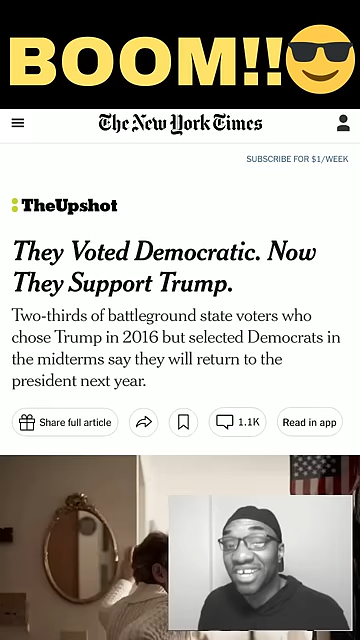 BOOM!!
The New York Times
SUBSCRIBE FOR $1/WEEK
TheUpshot
They Voted Democratic. Now
They Support Trump.
Two-thirds of battleground state voters who
chose Trump in 2016 but selected Democrats in
the midterms say they will return to the
president next year.
Share full article
1.1K
Read in app